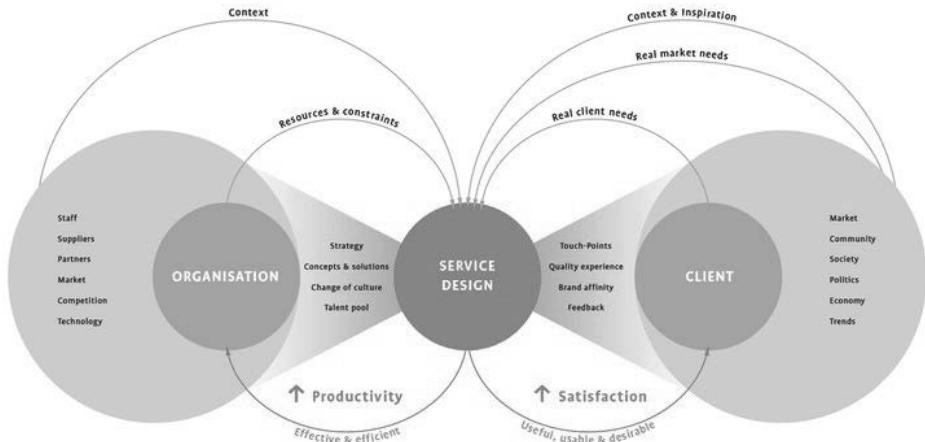 Context
Context & Inspiration
Real market needs
Resources & constraints
Real client needs
Staff
Suppliers
Partners
Market
Competition
Technology
ORGANISATION
Strategy
Concepts & solutions
Change of culture
Talent pool
SERVICE
DESIGN
Touch-Points
Quality experience
Brand affinity
Feedback
CLIENT
Market
Community
Society
Politics
Economy
Trends
↑ Productivity
Effective & efficient
↑ Satisfaction
Useful, usable & desirable